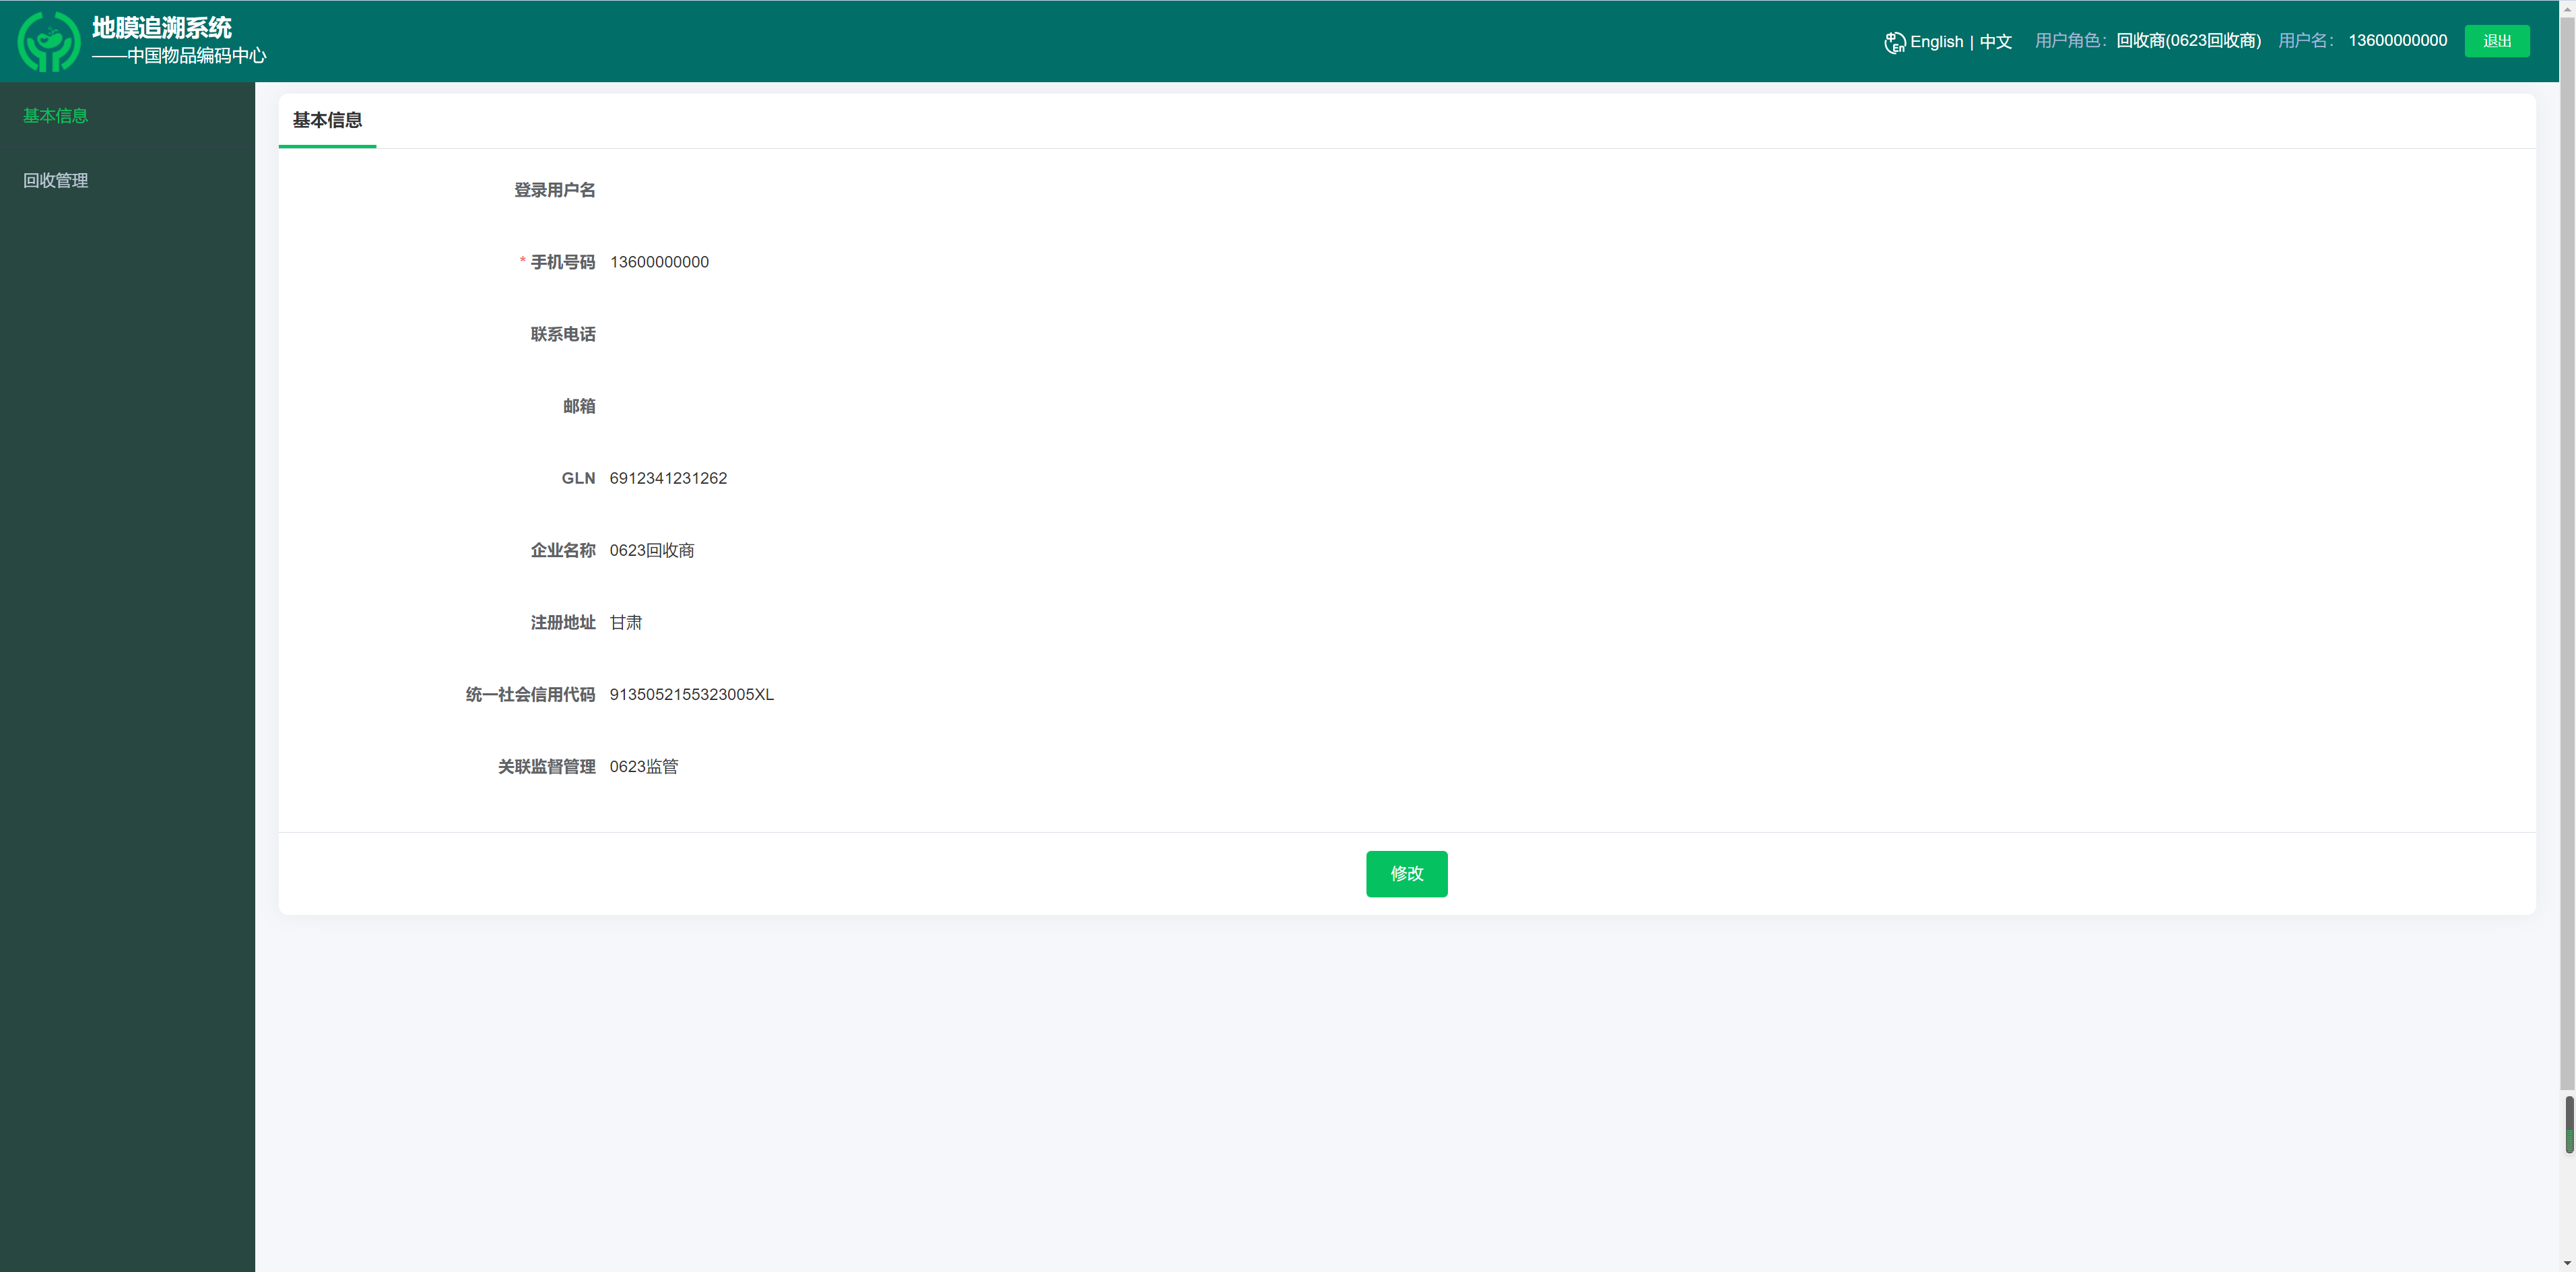 地膜追溯系统
——中国物品编码中心
English | 中文 用户角色： 回收商(0623回收商) 用户名： 13600000000 退出
基本信息
回收管理
基本信息
登录用户名
* 手机号码 13600000000
联系电话
邮箱
GLN 6912341231262
企业名称 0623回收商
注册地址 甘肃
统一社会信用代码 9135052155323005XL
关联监督管理 0623监管
修改